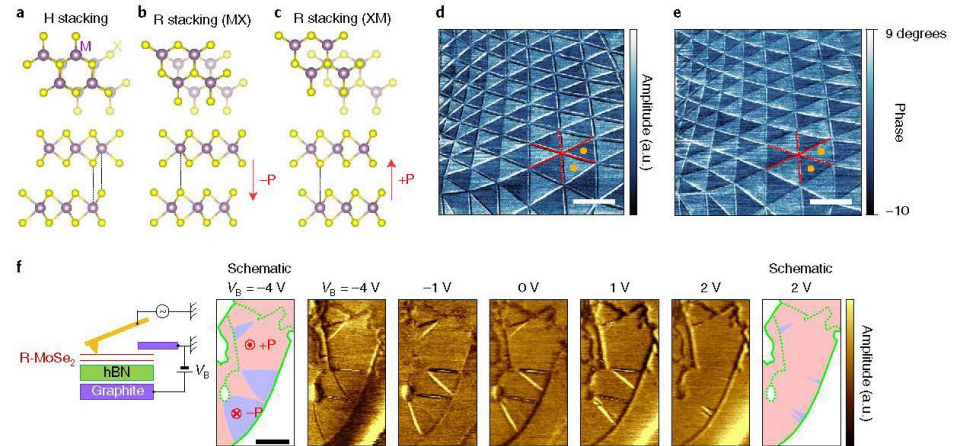 a H stacking
b R stacking (MX)
c R stacking (XM)
d
e
M
X
−P
+P
Amplitude (a.u.)
9 degrees
Phase
−10
f
Schematic
V_B = −4 V
V_B = −4 V
−1 V
0 V
1 V
2 V
Schematic
2 V
R-MoSe₂
hBN
Graphite
V_B
~
+P
−P
Amplitude (a.u.)